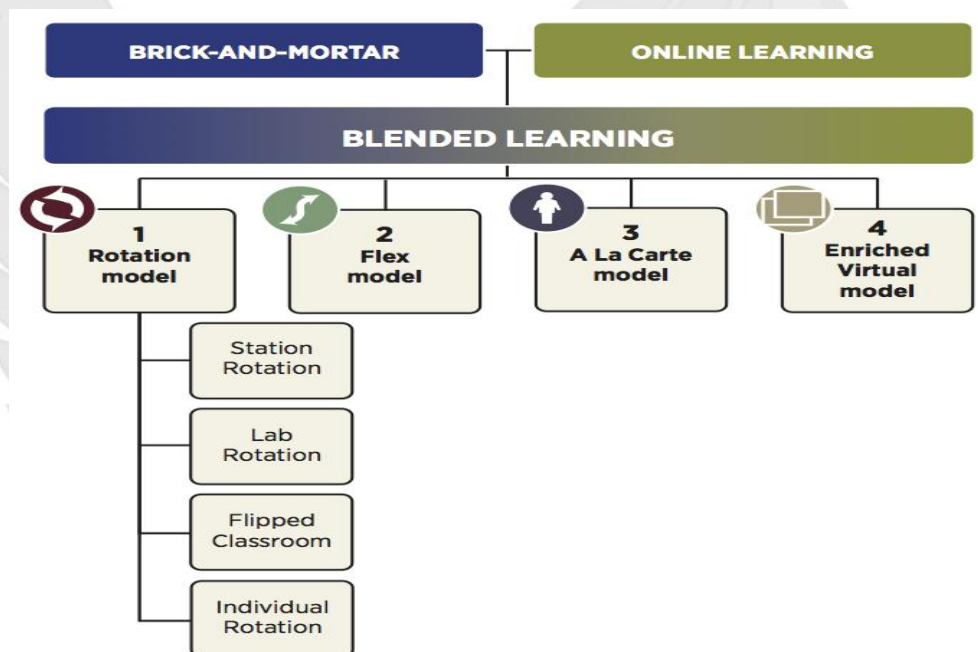 BRICK-AND-MORTAR
ONLINE LEARNING
BLENDED LEARNING
1
Rotation
model
2
Flex
model
3
A La Carte
model
4
Enriched
Virtual
model
Station
Rotation
Lab
Rotation
Flipped
Classroom
Individual
Rotation